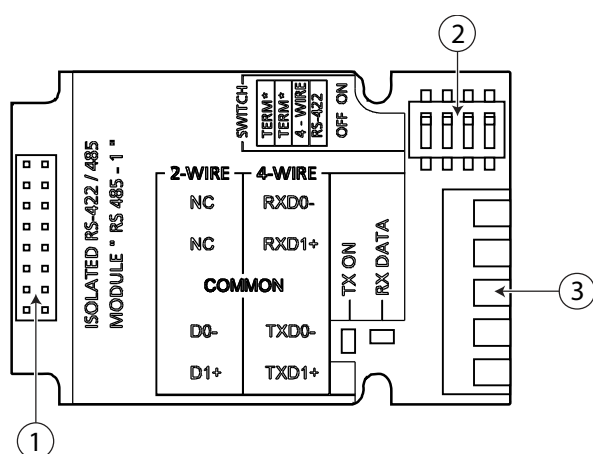 2
SWITCH
TERM*
TERM*
4 - WIRE
RS-422
OFF ON
ISOLATED RS-422 / 485
MODULE " RS 485 - 1 "
2-WIRE 4-WIRE
NC RXD0-
NC RXD1+
COMMON
D0- TXD0-
D1+ TXD1+
TX ON
RX DATA
3
1